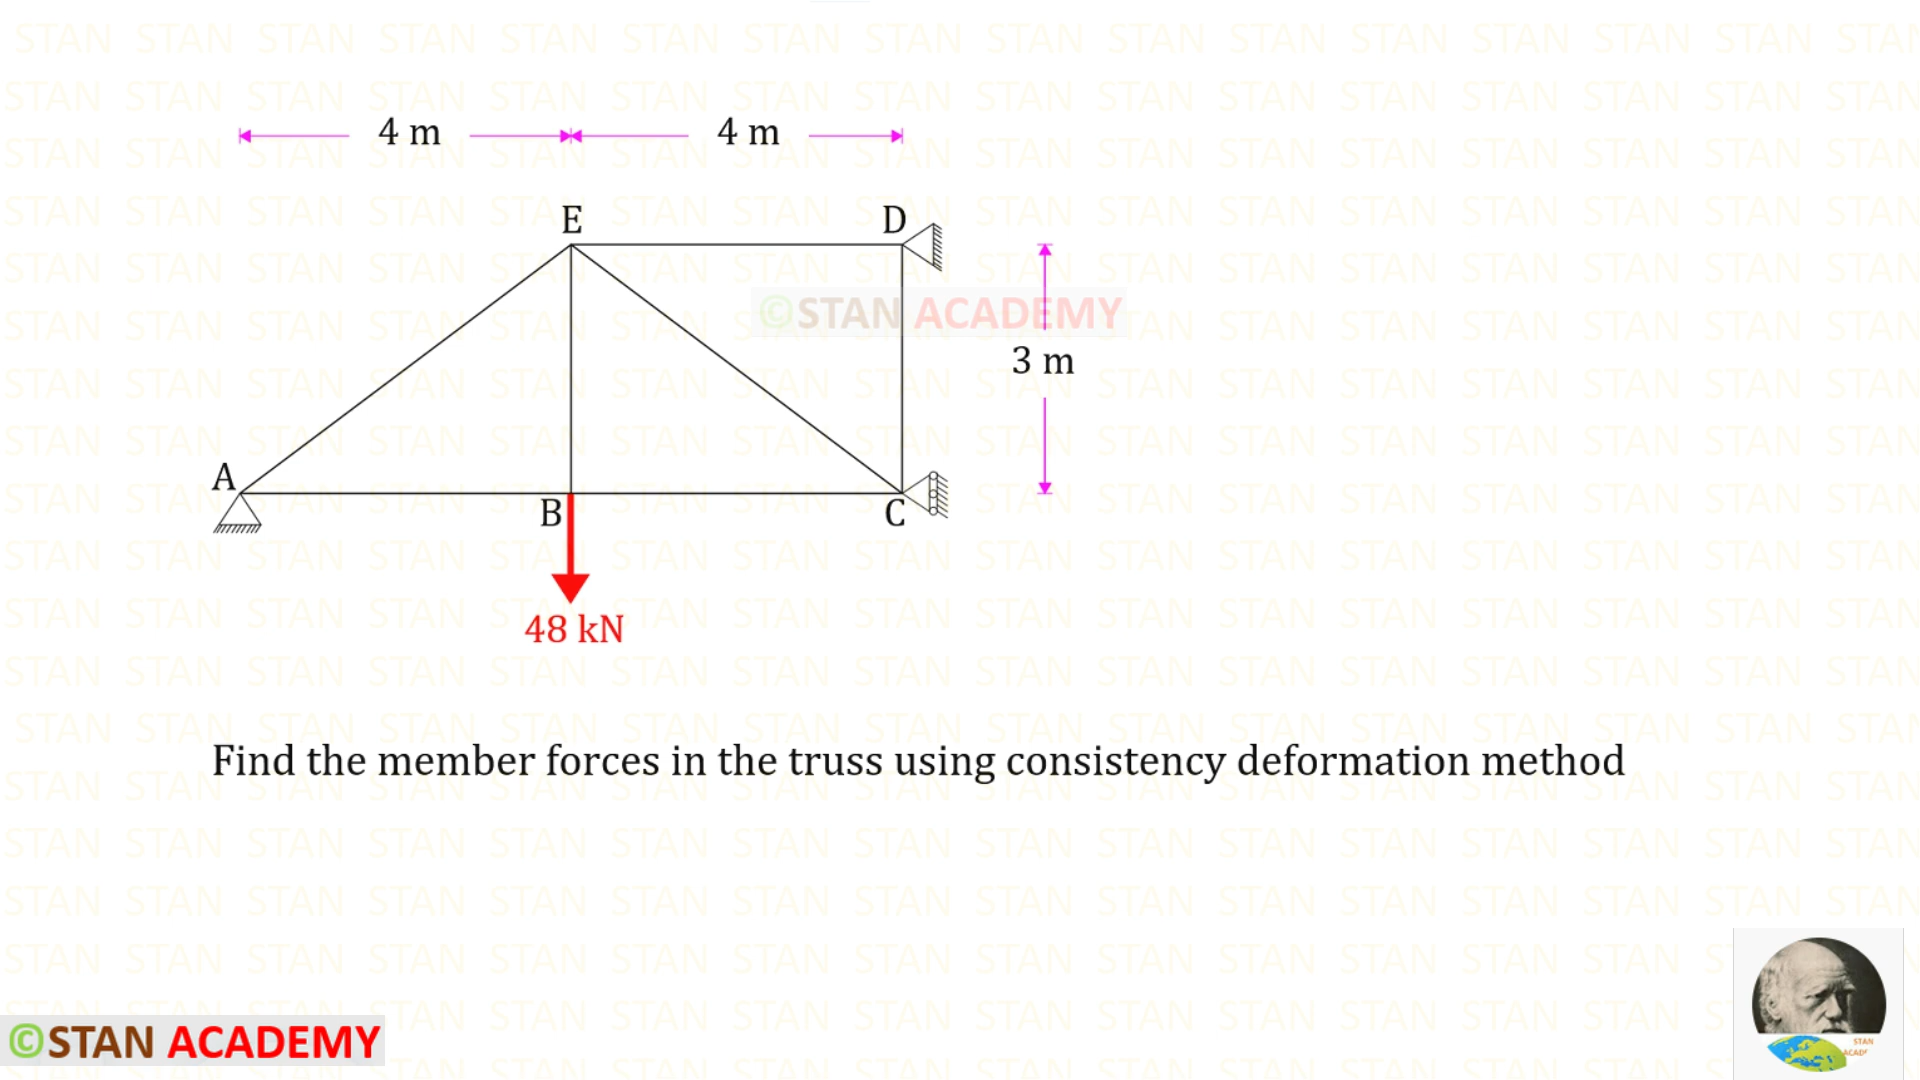 4 m 4 m
E D
©STAN ACADEMY
3 m
A
B C
48 kN
Find the member forces in the truss using consistency deformation method
©STAN ACADEMY
STAN